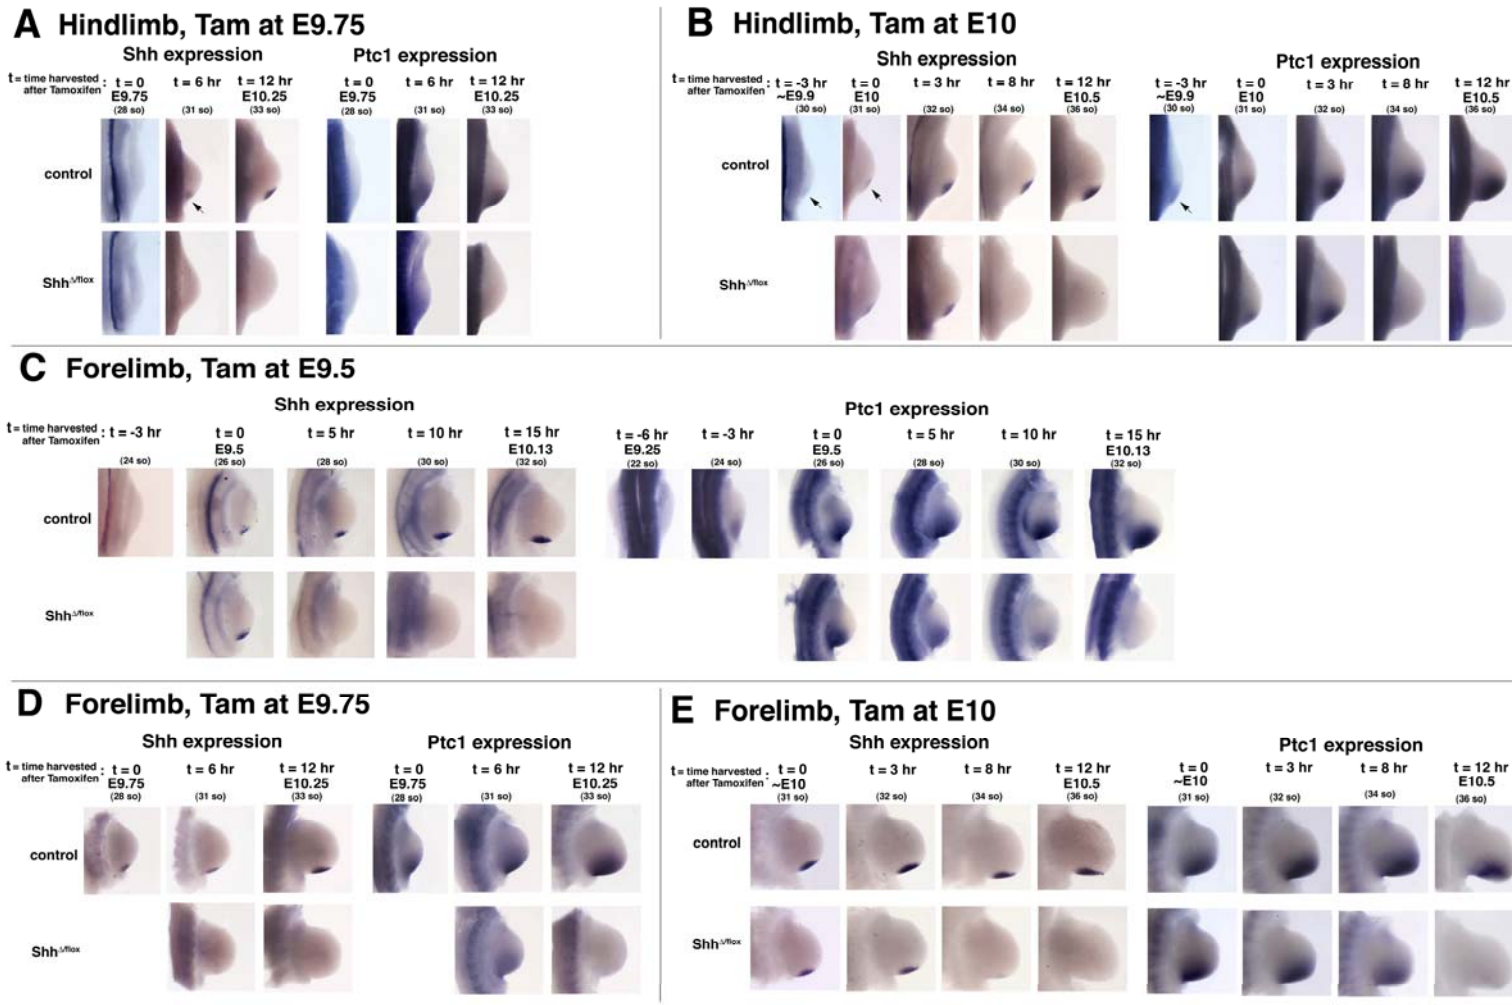 A Hindlimb, Tam at E9.75
Shh expression
Ptc1 expression
t = time harvested after Tamoxifen :
t = 0 E9.75 (28 so)
t = 6 hr (31 so)
t = 12 hr E10.25 (33 so)
t = 0 E9.75 (28 so)
t = 6 hr (31 so)
t = 12 hr E10.25 (33 so)
control
ShhΔ/flox
B Hindlimb, Tam at E10
Shh expression
Ptc1 expression
t = time harvested after Tamoxifen :
t = -3 hr ~E9.9 (30 so)
t = 0 E10 (31 so)
t = 3 hr (32 so)
t = 8 hr (34 so)
t = 12 hr E10.5 (36 so)
t = -3 hr ~E9.9 (30 so)
t = 0 E10 (31 so)
t = 3 hr (32 so)
t = 8 hr (34 so)
t = 12 hr E10.5 (36 so)
control
ShhΔ/flox
C Forelimb, Tam at E9.5
Shh expression
Ptc1 expression
t = time harvested after Tamoxifen :
t = -3 hr (24 so)
t = 0 E9.5 (26 so)
t = 5 hr (28 so)
t = 10 hr (30 so)
t = 15 hr E10.13 (32 so)
t = -6 hr E9.25 (22 so)
t = -3 hr (24 so)
t = 0 E9.5 (26 so)
t = 5 hr (28 so)
t = 10 hr (30 so)
t = 15 hr E10.13 (32 so)
control
ShhΔ/flox
D Forelimb, Tam at E9.75
Shh expression
Ptc1 expression
t = time harvested after Tamoxifen :
t = 0 E9.75 (28 so)
t = 6 hr (31 so)
t = 12 hr E10.25 (33 so)
t = 0 E9.75 (28 so)
t = 6 hr (31 so)
t = 12 hr E10.25 (33 so)
control
ShhΔ/flox
E Forelimb, Tam at E10
Shh expression
Ptc1 expression
t = time harvested after Tamoxifen :
t = 0 ~E10 (31 so)
t = 3 hr (32 so)
t = 8 hr (34 so)
t = 12 hr E10.5 (36 so)
t = 0 ~E10 (31 so)
t = 3 hr (32 so)
t = 8 hr (34 so)
t = 12 hr E10.5 (36 so)
control
ShhΔ/flox